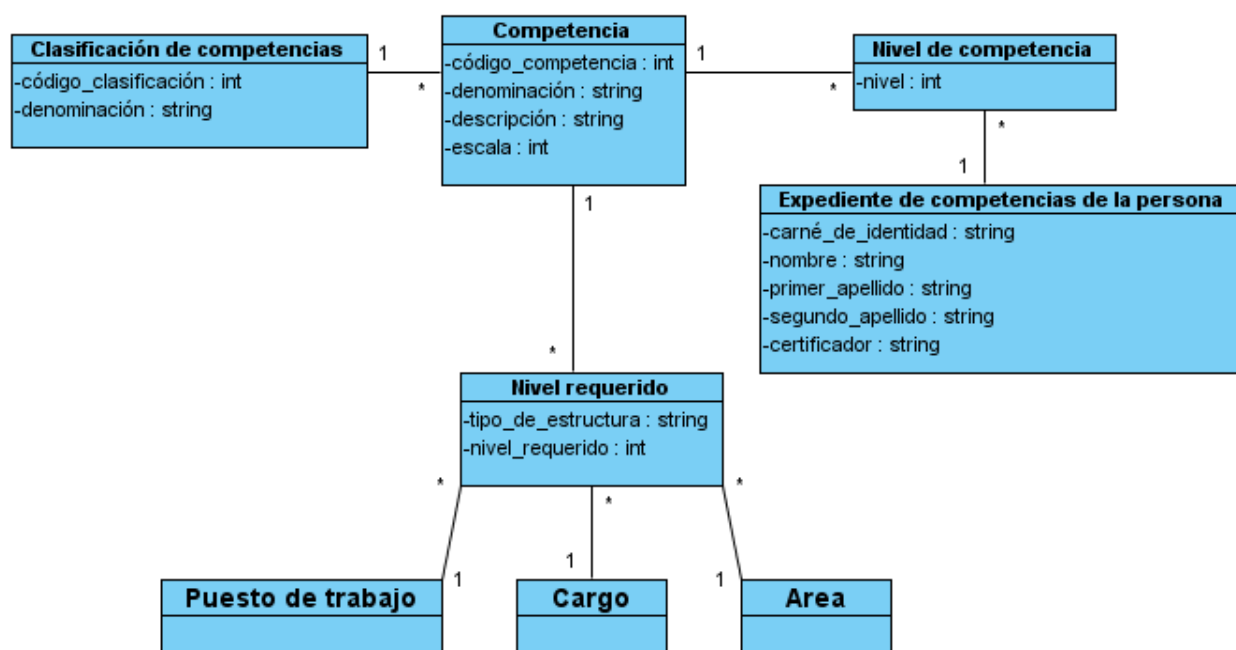 Clasificación de competencias
-código_clasificación : int
-denominación : string
1
*
Competencia
-código_competencia : int
-denominación : string
-descripción : string
-escala : int
1
*
Nivel de competencia
-nivel : int
*
1
Expediente de competencias de la persona
-carné_de_identidad : string
-nombre : string
-primer_apellido : string
-segundo_apellido : string
-certificador : string
1
*
Nivel requerido
-tipo_de_estructura : string
-nivel_requerido : int
*
*
*
1
1
1
Puesto de trabajo
Cargo
Area